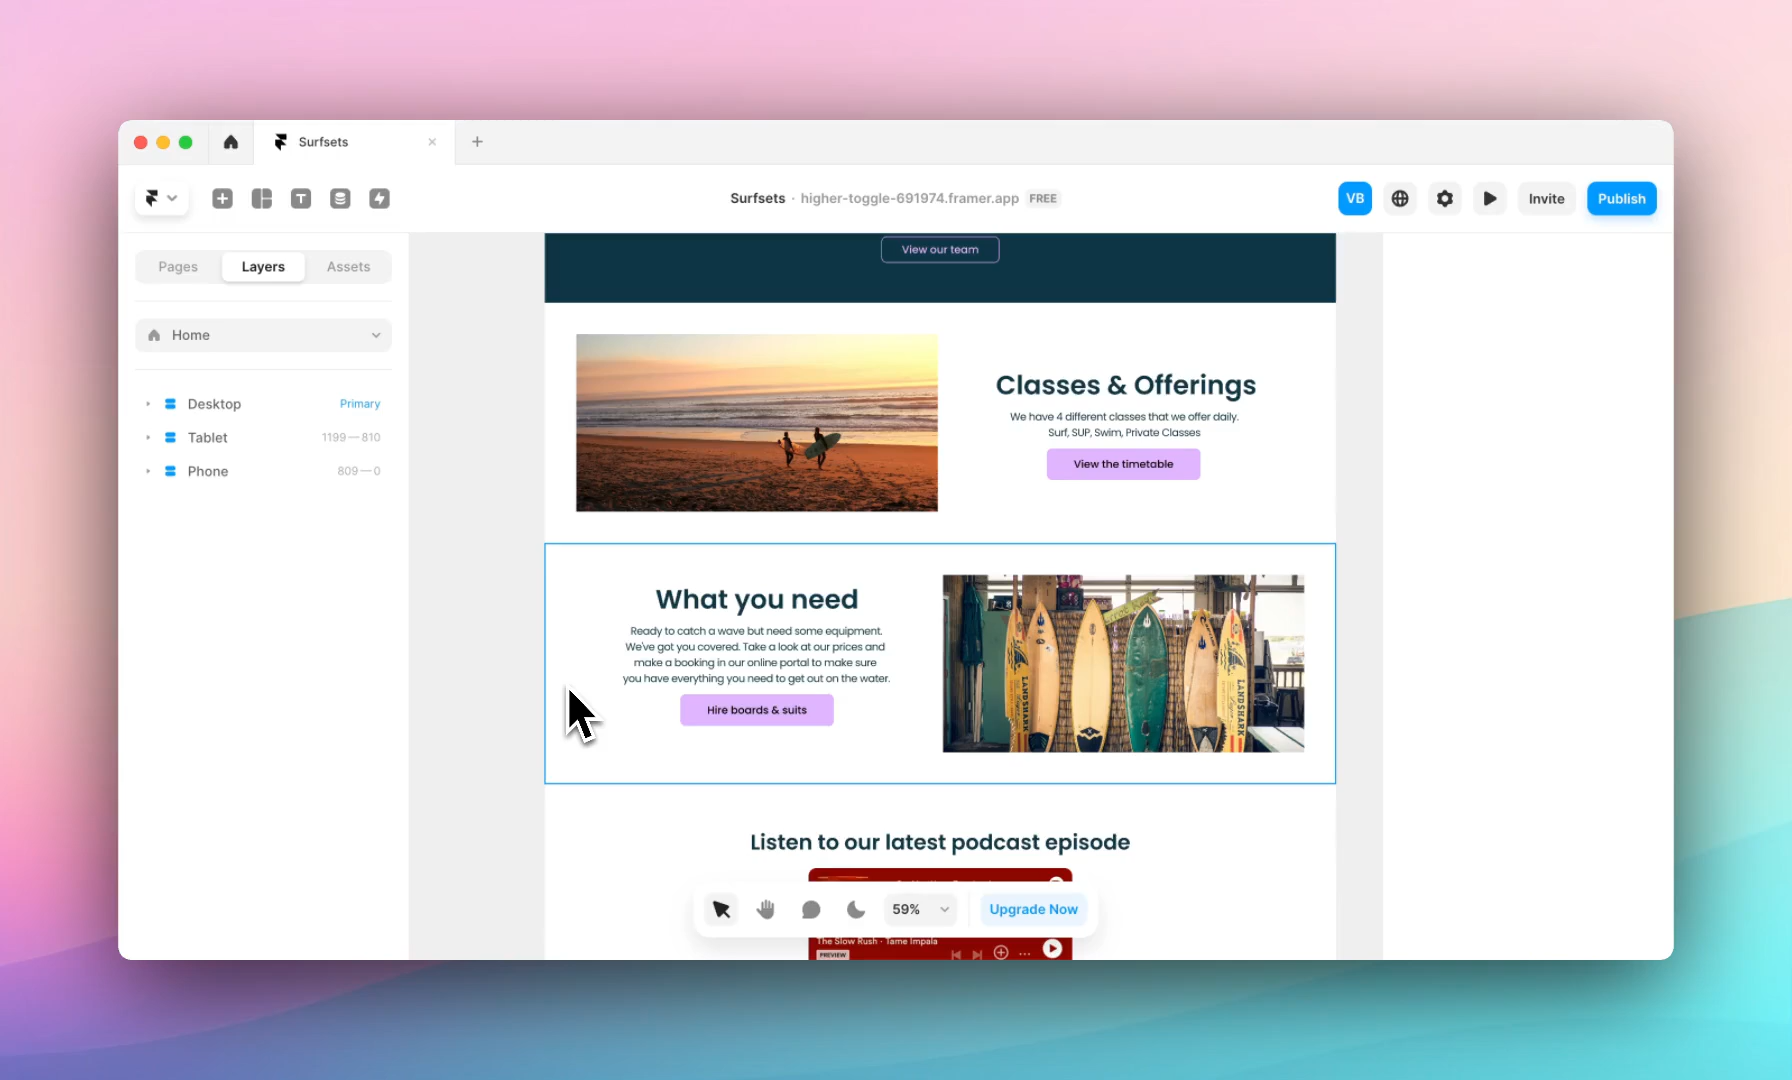 Surfsets
Surfsets · higher-toggle-691974.framer.app FREE
VB
Invite
Publish
Pages
Layers
Assets
Home
Desktop
Primary
Tablet
1199—810
Phone
809—0
View our team
Classes & Offerings
We have 4 different classes that we offer daily.
Surf, SUP, Swim, Private Classes
View the timetable
What you need
Ready to catch a wave but need some equipment.
We've got you covered. Take a look at our prices and
make a booking in our online portal to make sure
you have everything you need to get out on the water.
Hire boards & suits
LANDSHARK
LANDSHARK
Listen to our latest podcast episode
59%
Upgrade Now
The Slow Rush · Tame Impala
PREVIEW